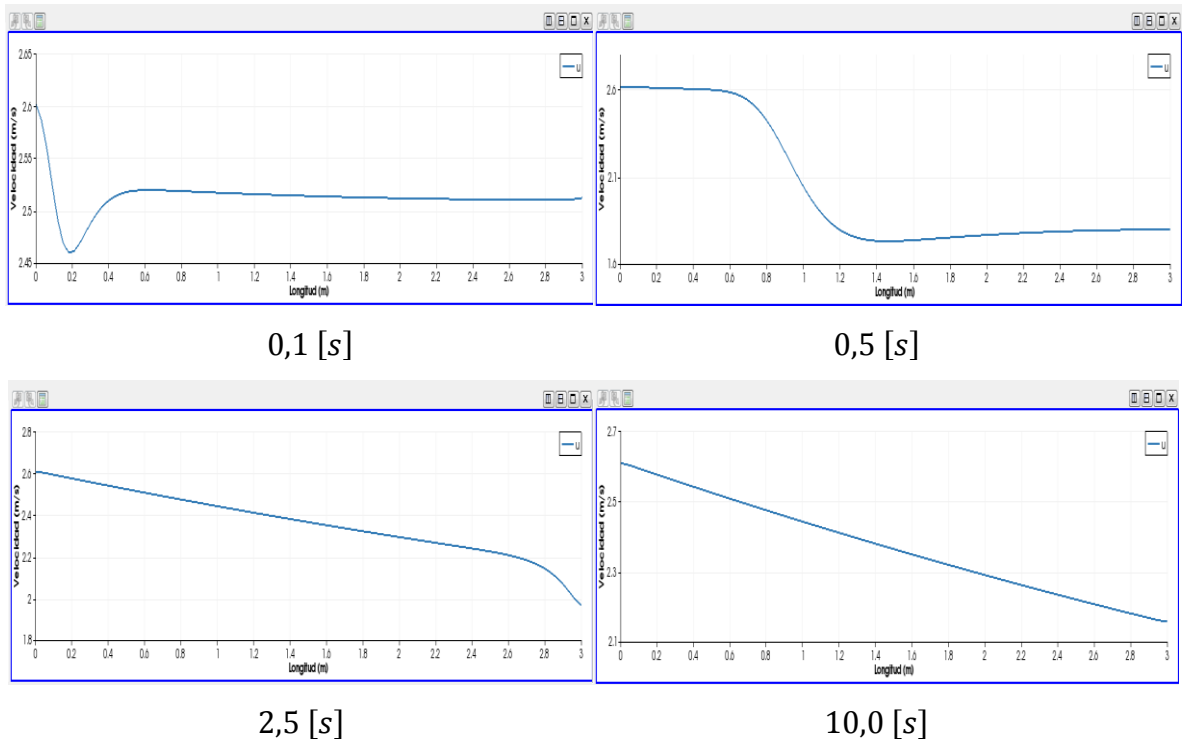 2.65
2.6
2.55
2.5
2.45
Velocidad (m/s)
u
0 0.2 0.4 0.6 0.8 1 1.2 1.4 1.6 1.8 2 2.2 2.4 2.6 2.8 3
Longitud (m)
0,1 [s]
2.6
2.1
1.6
Velocidad (m/s)
u
0 0.2 0.4 0.6 0.8 1 1.2 1.4 1.6 1.8 2 2.2 2.4 2.6 2.8 3
Longitud (m)
0,5 [s]
2.8
2.6
2.4
2.2
2
1.8
Velocidad (m/s)
u
0 0.2 0.4 0.6 0.8 1 1.2 1.4 1.6 1.8 2 2.2 2.4 2.6 2.8 3
Longitud (m)
2,5 [s]
2.7
2.5
2.3
2.1
Velocidad (m/s)
u
0 0.2 0.4 0.6 0.8 1 1.2 1.4 1.6 1.8 2 2.2 2.4 2.6 2.8 3
Longitud (m)
10,0 [s]